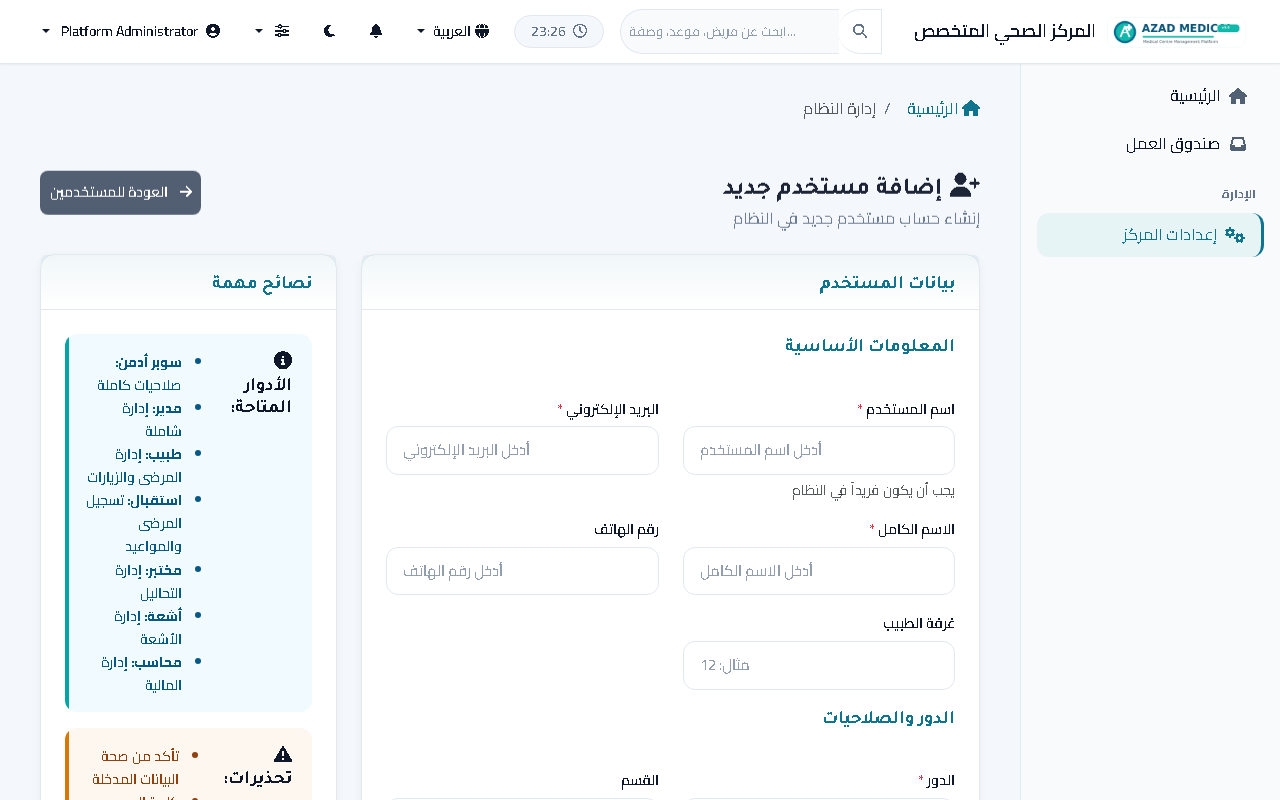 AZAD MEDIC
Medical Centre Management Platform
المركز الصحي المتخصص
ابحث عن مريض، موعد، وصفة...
23:26
العربية
Platform Administrator
الرئيسية
صندوق العمل
الإدارة
إعدادات المركز
الرئيسية / إدارة النظام
إضافة مستخدم جديد
إنشاء حساب مستخدم جديد في النظام
العودة للمستخدمين
بيانات المستخدم
المعلومات الأساسية
اسم المستخدم *
البريد الإلكتروني *
أدخل اسم المستخدم
أدخل البريد الإلكتروني
يجب أن يكون فريداً في النظام
الاسم الكامل *
رقم الهاتف
أدخل الاسم الكامل
أدخل رقم الهاتف
غرفة الطبيب
مثال: 12
الدور والصلاحيات
الدور *
القسم
نصائح مهمة
الأدوار
المتاحة:
سوبر أدمن:
صلاحيات كاملة
مدير: إدارة
شاملة
طبيب: إدارة
المرضى والزيارات
استقبال: تسجيل
المرضى
والمواعيد
مختبر: إدارة
التحاليل
أشعة: إدارة
الأشعة
محاسب: إدارة
المالية
تحذيرات:
تأكد من صحة
البيانات المدخلة